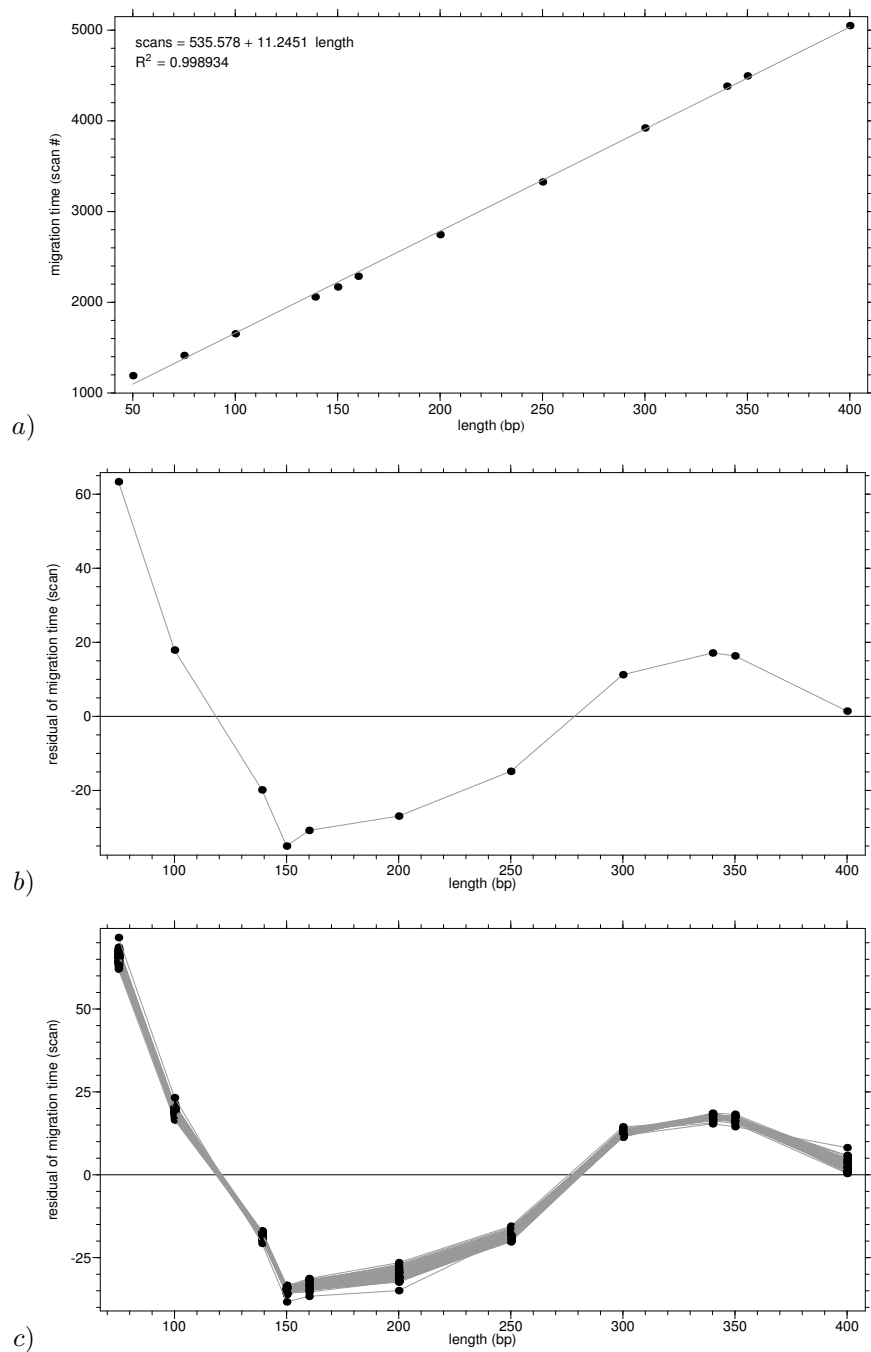 scans = 535.578 + 11.2451 length
R² = 0.998934
5000
4000
3000
2000
1000
migration time (scan #)
50 100 150 200 250 300 350 400
length (bp)
a)
60
40
20
0
-20
residual of migration time (scan)
100 150 200 250 300 350 400
length (bp)
b)
50
25
0
-25
residual of migration time (scan)
100 150 200 250 300 350 400
length (bp)
c)